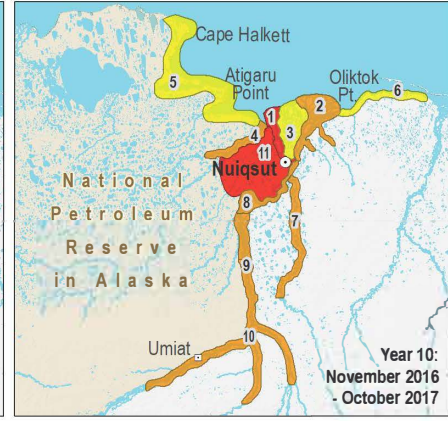 Cape Halkett
5
Atigaru
Point
Oliktok
Pt.
6
2
1
3
4
11
Nuiqsut
National
Petroleum
Reserve
in Alaska
8
7
9
10
Umiat
Year 10:
November 2016
- October 2017